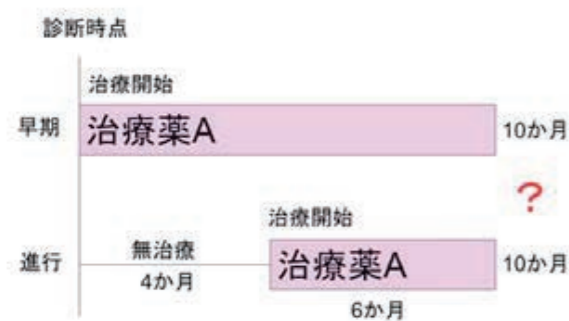 診断時点
治療開始
早期
治療薬A
10か月
?
治療開始
進行
無治療
治療薬A
10か月
4か月
6か月